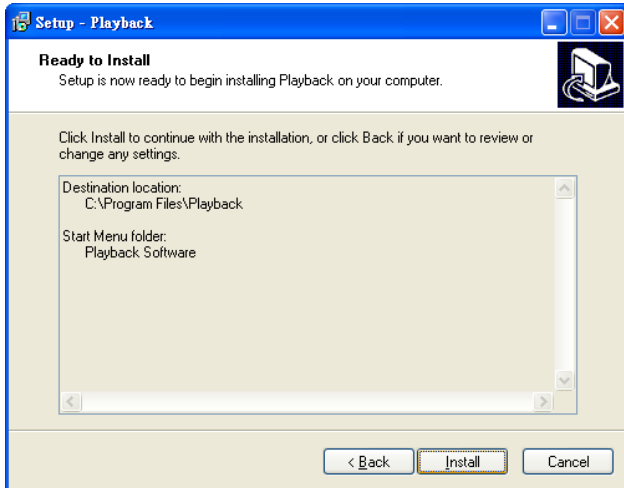 Setup - Playback
Ready to Install
Setup is now ready to begin installing Playback on your computer.
Click Install to continue with the installation, or click Back if you want to review or
change any settings.
Destination location:
C:\Program Files\Playback
Start Menu folder:
Playback Software
< Back
Install
Cancel